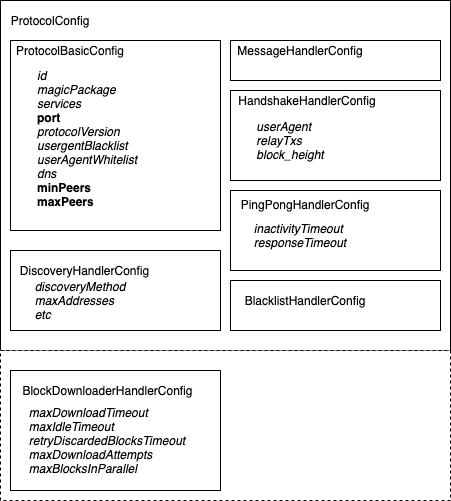 ProtocolConfig
ProtocolBasicConfig
id
magicPackage
services
port
protocolVersion
usergentBlacklist
userAgentWhitelist
dns
minPeers
maxPeers
MessageHandlerConfig
HandshakeHandlerConfig
userAgent
relayTxs
block_height
PingPongHandlerConfig
inactivityTimeout
responseTimeout
DiscoveryHandlerConfig
discoveryMethod
maxAddresses
etc
BlacklistHandlerConfig
BlockDownloaderHandlerConfig
maxDownloadTimeout
maxIdleTimeout
retryDiscardedBlocksTimeout
maxDownloadAttempts
maxBlocksInParallel